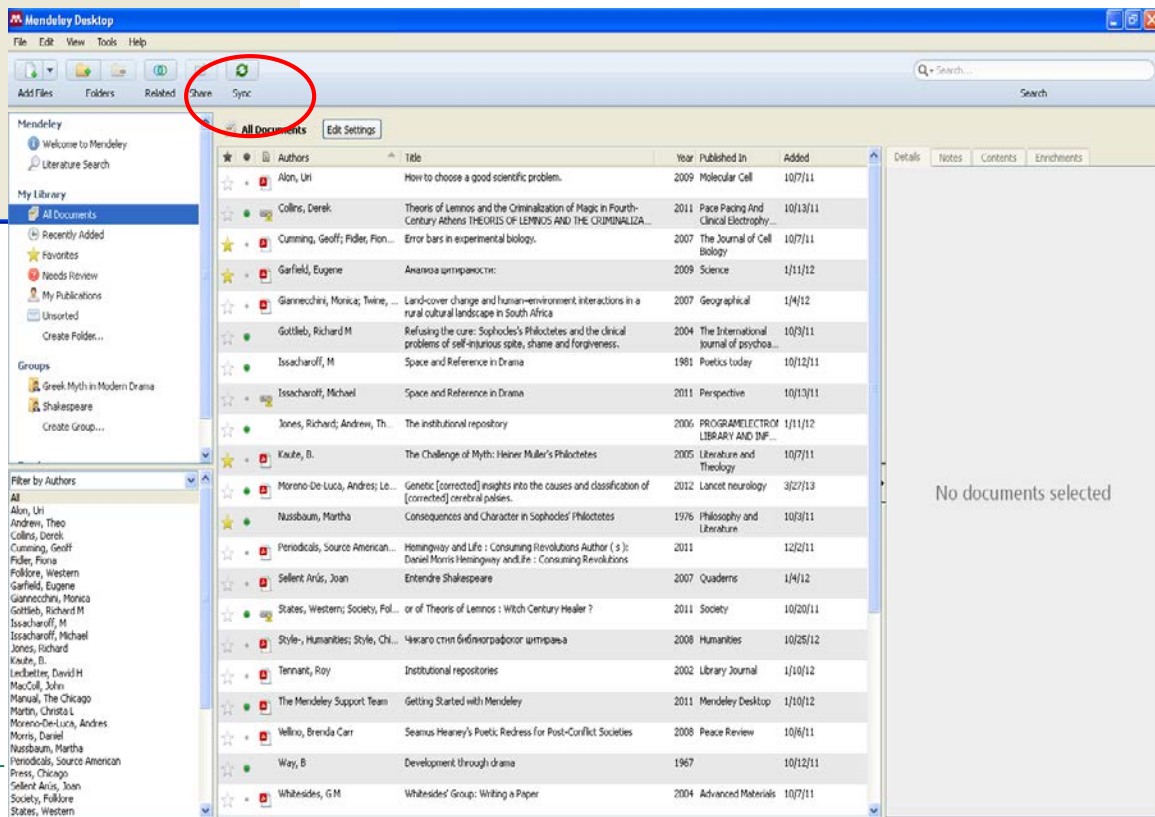 Mendeley Desktop
File Edit View Tools Help
Add Files Folders Related Share Sync
Search...
Search
Mendeley
Welcome to Mendeley
Literature Search
My Library
All Documents
Recently Added
Favorites
Needs Review
My Publications
Unsorted
Create Folder...
Groups
Greek Myth in Modern Drama
Shakespeare
Create Group...
Filter by Authors
All
Alon, Uri
Andrew, Theo
Collins, Derek
Cumming, Geoff
Fidler, Fiona
Folklore, Western
Garfield, Eugene
Giannecchini, Monica
Gottlieb, Richard M
Issacharoff, M
Issacharoff, Michael
Jones, Richard
Kaute, B.
Ledbetter, David H
MacColl, John
Manual, The Chicago
Martin, Christa L
Moreno-De-Luca, Andres
Morris, Daniel
Nussbaum, Martha
Periodicals, Source American
Press, Chicago
Sellent Arús, Joan
Society, Folklore
States, Western
All Documents Edit Settings
Authors Title Year Published In Added
Alon, Uri How to choose a good scientific problem. 2009 Molecular Cell 10/7/11
Collins, Derek Theoris of Lemnos and the Criminalization of Magic in Fourth- 2011 Pace Pacing And 10/13/11
Century Athens THEORIS OF LEMNOS AND THE CRIMINALIZA... Clinical Electrophy...
Cumming, Geoff; Fidler, Fion... Error bars in experimental biology. 2007 The Journal of Cell 10/7/11
Biology
Garfield, Eugene Анализа цитираности: 2009 Science 1/11/12
Giannecchini, Monica; Twine, ... Land-cover change and human–environment interactions in a 2007 Geographical 1/4/12
rural cultural landscape in South Africa
Gottlieb, Richard M Refusing the cure: Sophocles's Philoctetes and the clinical 2004 The International 10/3/11
problems of self-injurious spite, shame and forgiveness. journal of psychoa...
Issacharoff, M Space and Reference in Drama 1981 Poetics today 10/12/11
Issacharoff, Michael Space and Reference in Drama 2011 Perspective 10/13/11
Jones, Richard; Andrew, Th... The institutional repository 2006 PROGRAMELECTRO 1/11/12
LIBRARY AND INF...
Kaute, B. The Challenge of Myth: Heiner Muller's Philoctetes 2005 Literature and 10/7/11
Theology
Moreno-De-Luca, Andres; Le... Genetic [corrected] insights into the causes and classification of 2012 Lancet neurology 3/27/13
[corrected] cerebral palsies.
Nussbaum, Martha Consequences and Character in Sophocles' Philoctetes 1976 Philosophy and 10/3/11
Literature
Periodicals, Source American... Hemingway and Life : Consuming Revolutions Author ( s ): 2011 12/2/11
Daniel Morris Hemingway andLife : Consuming Revolutions
Sellent Arús, Joan Entendre Shakespeare 2007 Quaderns 1/4/12
States, Western; Society, Fol... or of Theoris of Lemnos : Witch Century Healer ? 2011 Society 10/20/11
Style-, Humanities; Style, Chi... Чикаго стил библиографског цитирања 2008 Humanities 10/25/12
Tennant, Roy Institutional repositories 2002 Library Journal 1/10/12
The Mendeley Support Team Getting Started with Mendeley 2011 Mendeley Desktop 1/10/12
Vellino, Brenda Carr Seamus Heaney's Poetic Redress for Post-Conflict Societies 2008 Peace Review 10/6/11
Way, B Development through drama 1967 10/12/11
Whitesides, G M Whitesides' Group: Writing a Paper 2004 Advanced Materials 10/7/11
Details Notes Contents Enrichments
No documents selected